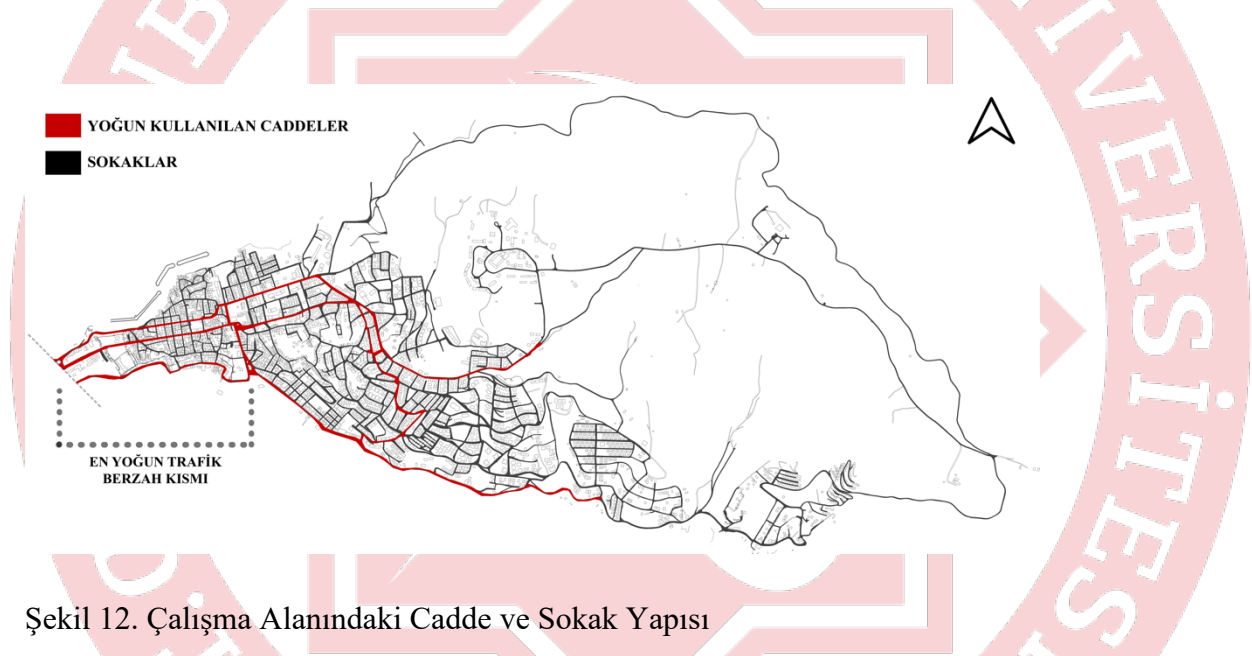 YOĞUN KULLANILAN CADDELER
SOKAKLAR
EN YOĞUN TRAFİK
BERZAH KISMI
Şekil 12. Çalışma Alanındaki Cadde ve Sokak Yapısı